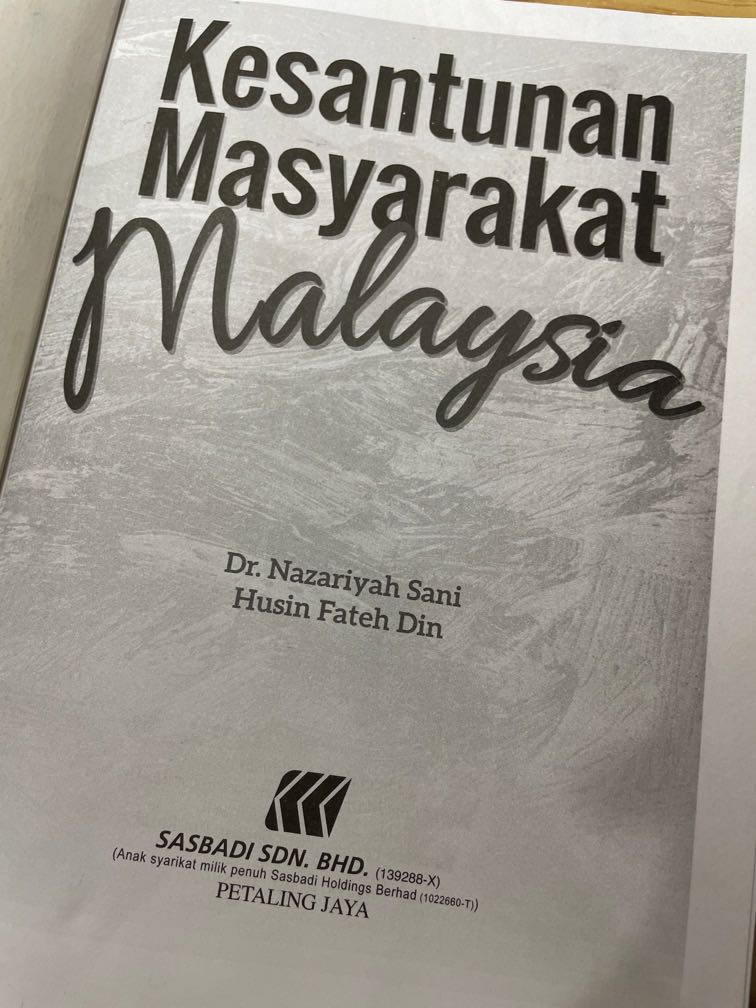 Kesantunan
Masyarakat
Malaysia
Dr. Nazariyah Sani
Husin Fateh Din
SASBADI SDN. BHD. (139288-X)
(Anak syarikat milik penuh Sasbadi Holdings Berhad (1022660-T))
PETALING JAYA